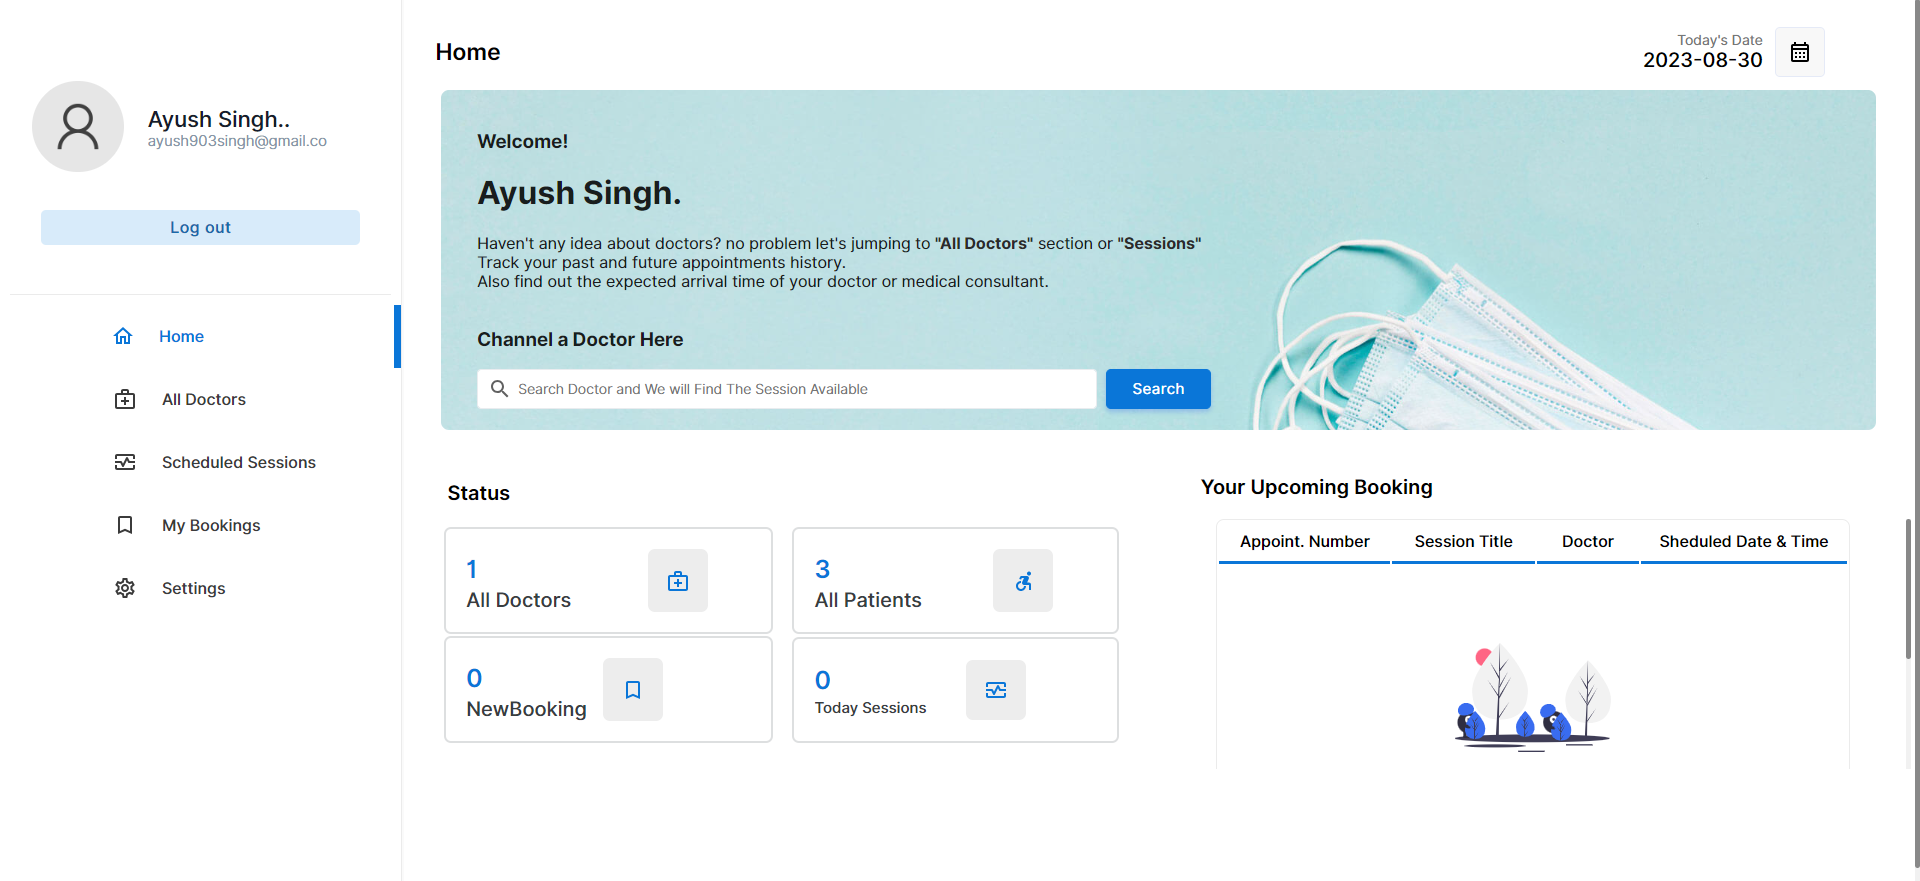 Ayush Singh..
ayush903singh@gmail.co
Log out
Home
All Doctors
Scheduled Sessions
My Bookings
Settings
Home
Today's Date
2023-08-30
Welcome!
Ayush Singh.
Haven't any idea about doctors? no problem let's jumping to "All Doctors" section or "Sessions"
Track your past and future appointments history.
Also find out the expected arrival time of your doctor or medical consultant.
Channel a Doctor Here
Search Doctor and We will Find The Session Available
Search
Status
1
All Doctors
3
All Patients
0
NewBooking
0
Today Sessions
Your Upcoming Booking
Appoint. Number Session Title Doctor Sheduled Date & Time